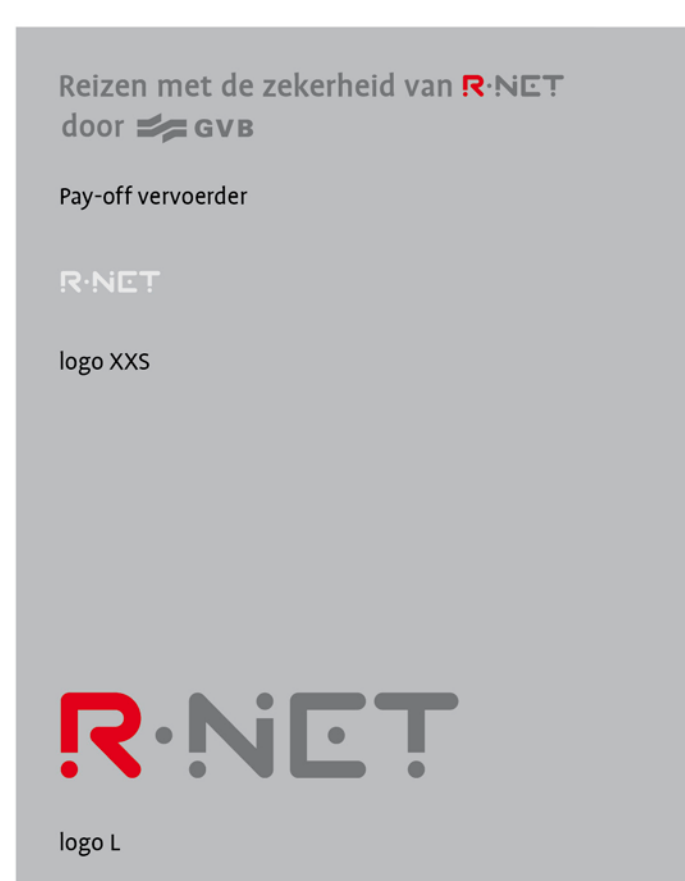 Reizen met de zekerheid van R·NET
door GVB
Pay-off vervoerder
R·NET
logo XXS
R·NET
logo L